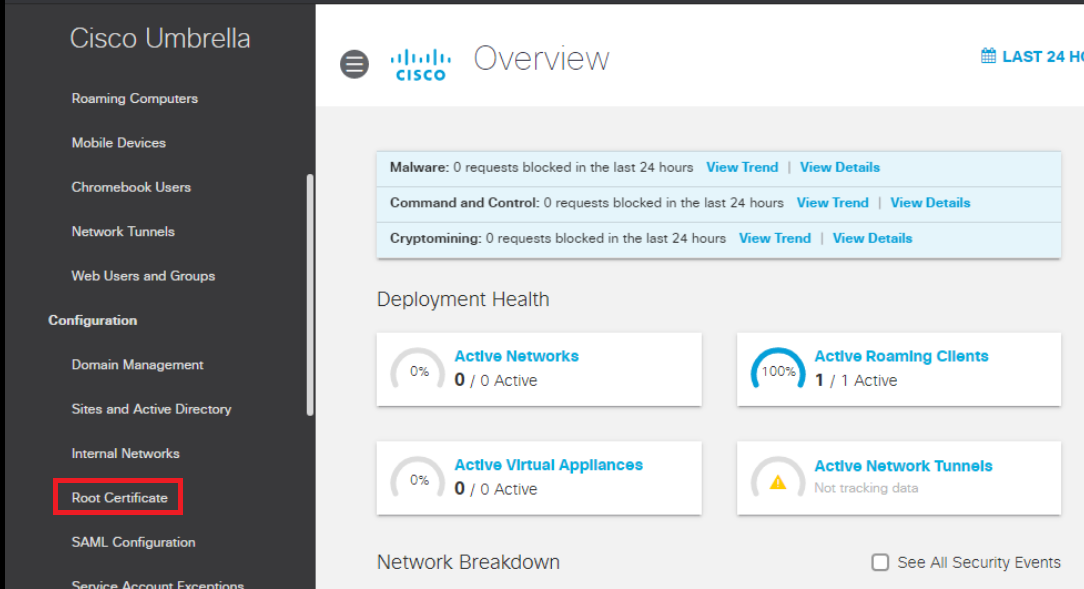 Cisco Umbrella
Roaming Computers
Mobile Devices
Chromebook Users
Network Tunnels
Web Users and Groups
Configuration
Domain Management
Sites and Active Directory
Internal Networks
Root Certificate
SAML Configuration
Service Account Exceptions
CISCO
Overview
LAST 24 HO
Malware: 0 requests blocked in the last 24 hours View Trend | View Details
Command and Control: 0 requests blocked in the last 24 hours View Trend | View Details
Cryptomining: 0 requests blocked in the last 24 hours View Trend | View Details
Deployment Health
0%
Active Networks
0 / 0 Active
100%
Active Roaming Clients
1 / 1 Active
0%
Active Virtual Appliances
0 / 0 Active
Active Network Tunnels
Not tracking data
Network Breakdown
See All Security Events